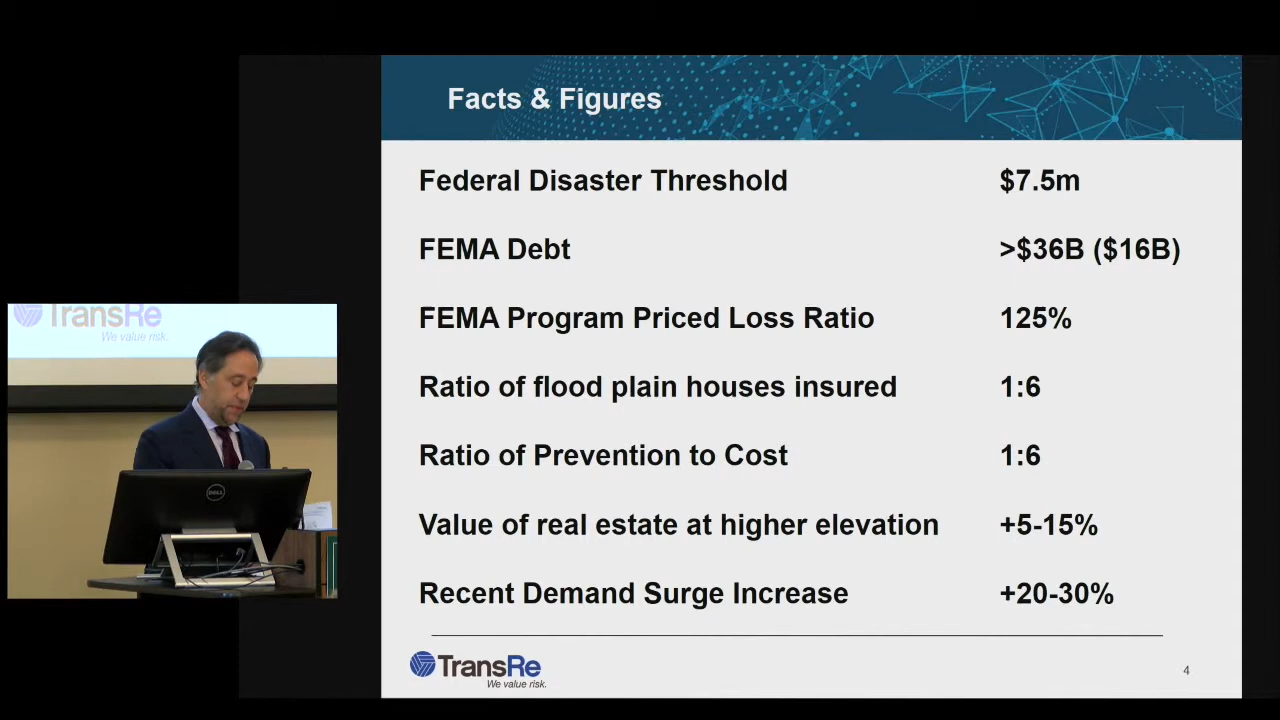 Facts & Figures
Federal Disaster Threshold $7.5m
FEMA Debt >$36B ($16B)
FEMA Program Priced Loss Ratio 125%
Ratio of flood plain houses insured 1:6
Ratio of Prevention to Cost 1:6
Value of real estate at higher elevation +5-15%
Recent Demand Surge Increase +20-30%
TransRe
We value risk.
4
TransRe
We value risk.
DELL